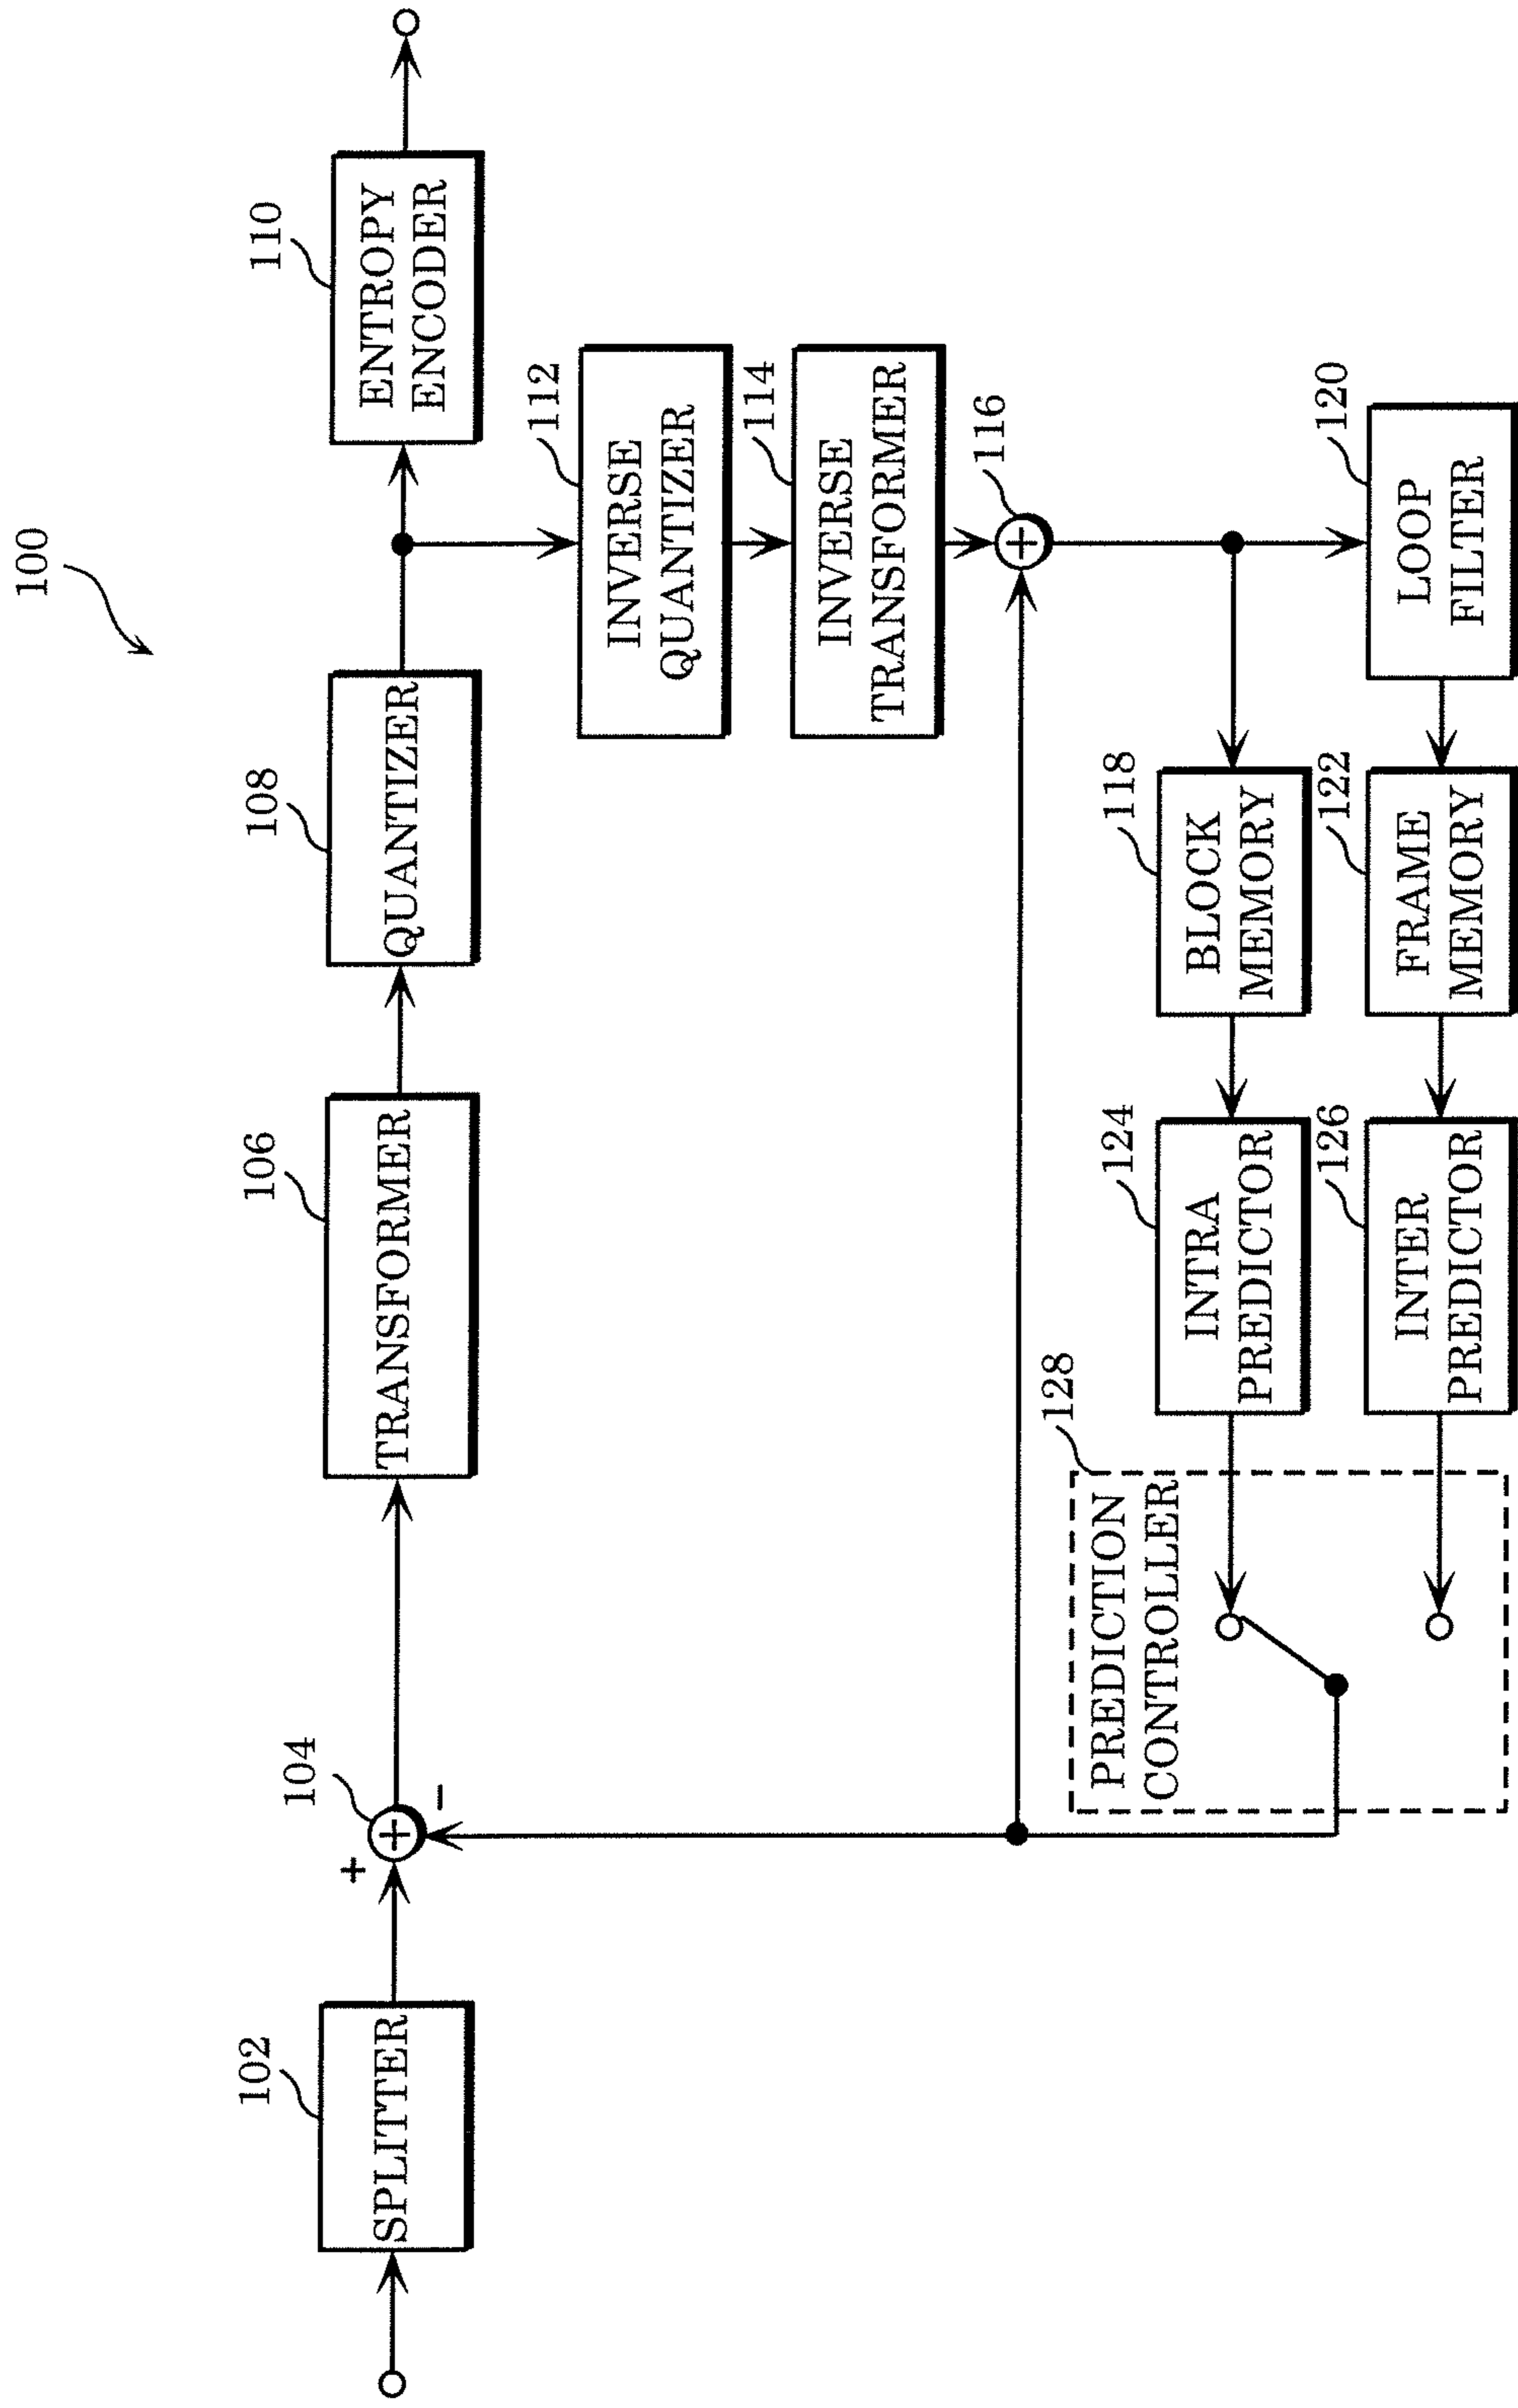 100
102
SPLITTER
104
+
−
106
TRANSFORMER
108
QUANTIZER
110
ENTROPY
ENCODER
112
INVERSE
QUANTIZER
114
INVERSE
TRANSFORMER
116
+
128
PREDICTION
CONTROLLER
124
INTRA
PREDICTOR
118
BLOCK
MEMORY
126
INTER
PREDICTOR
122
FRAME
MEMORY
120
LOOP
FILTER